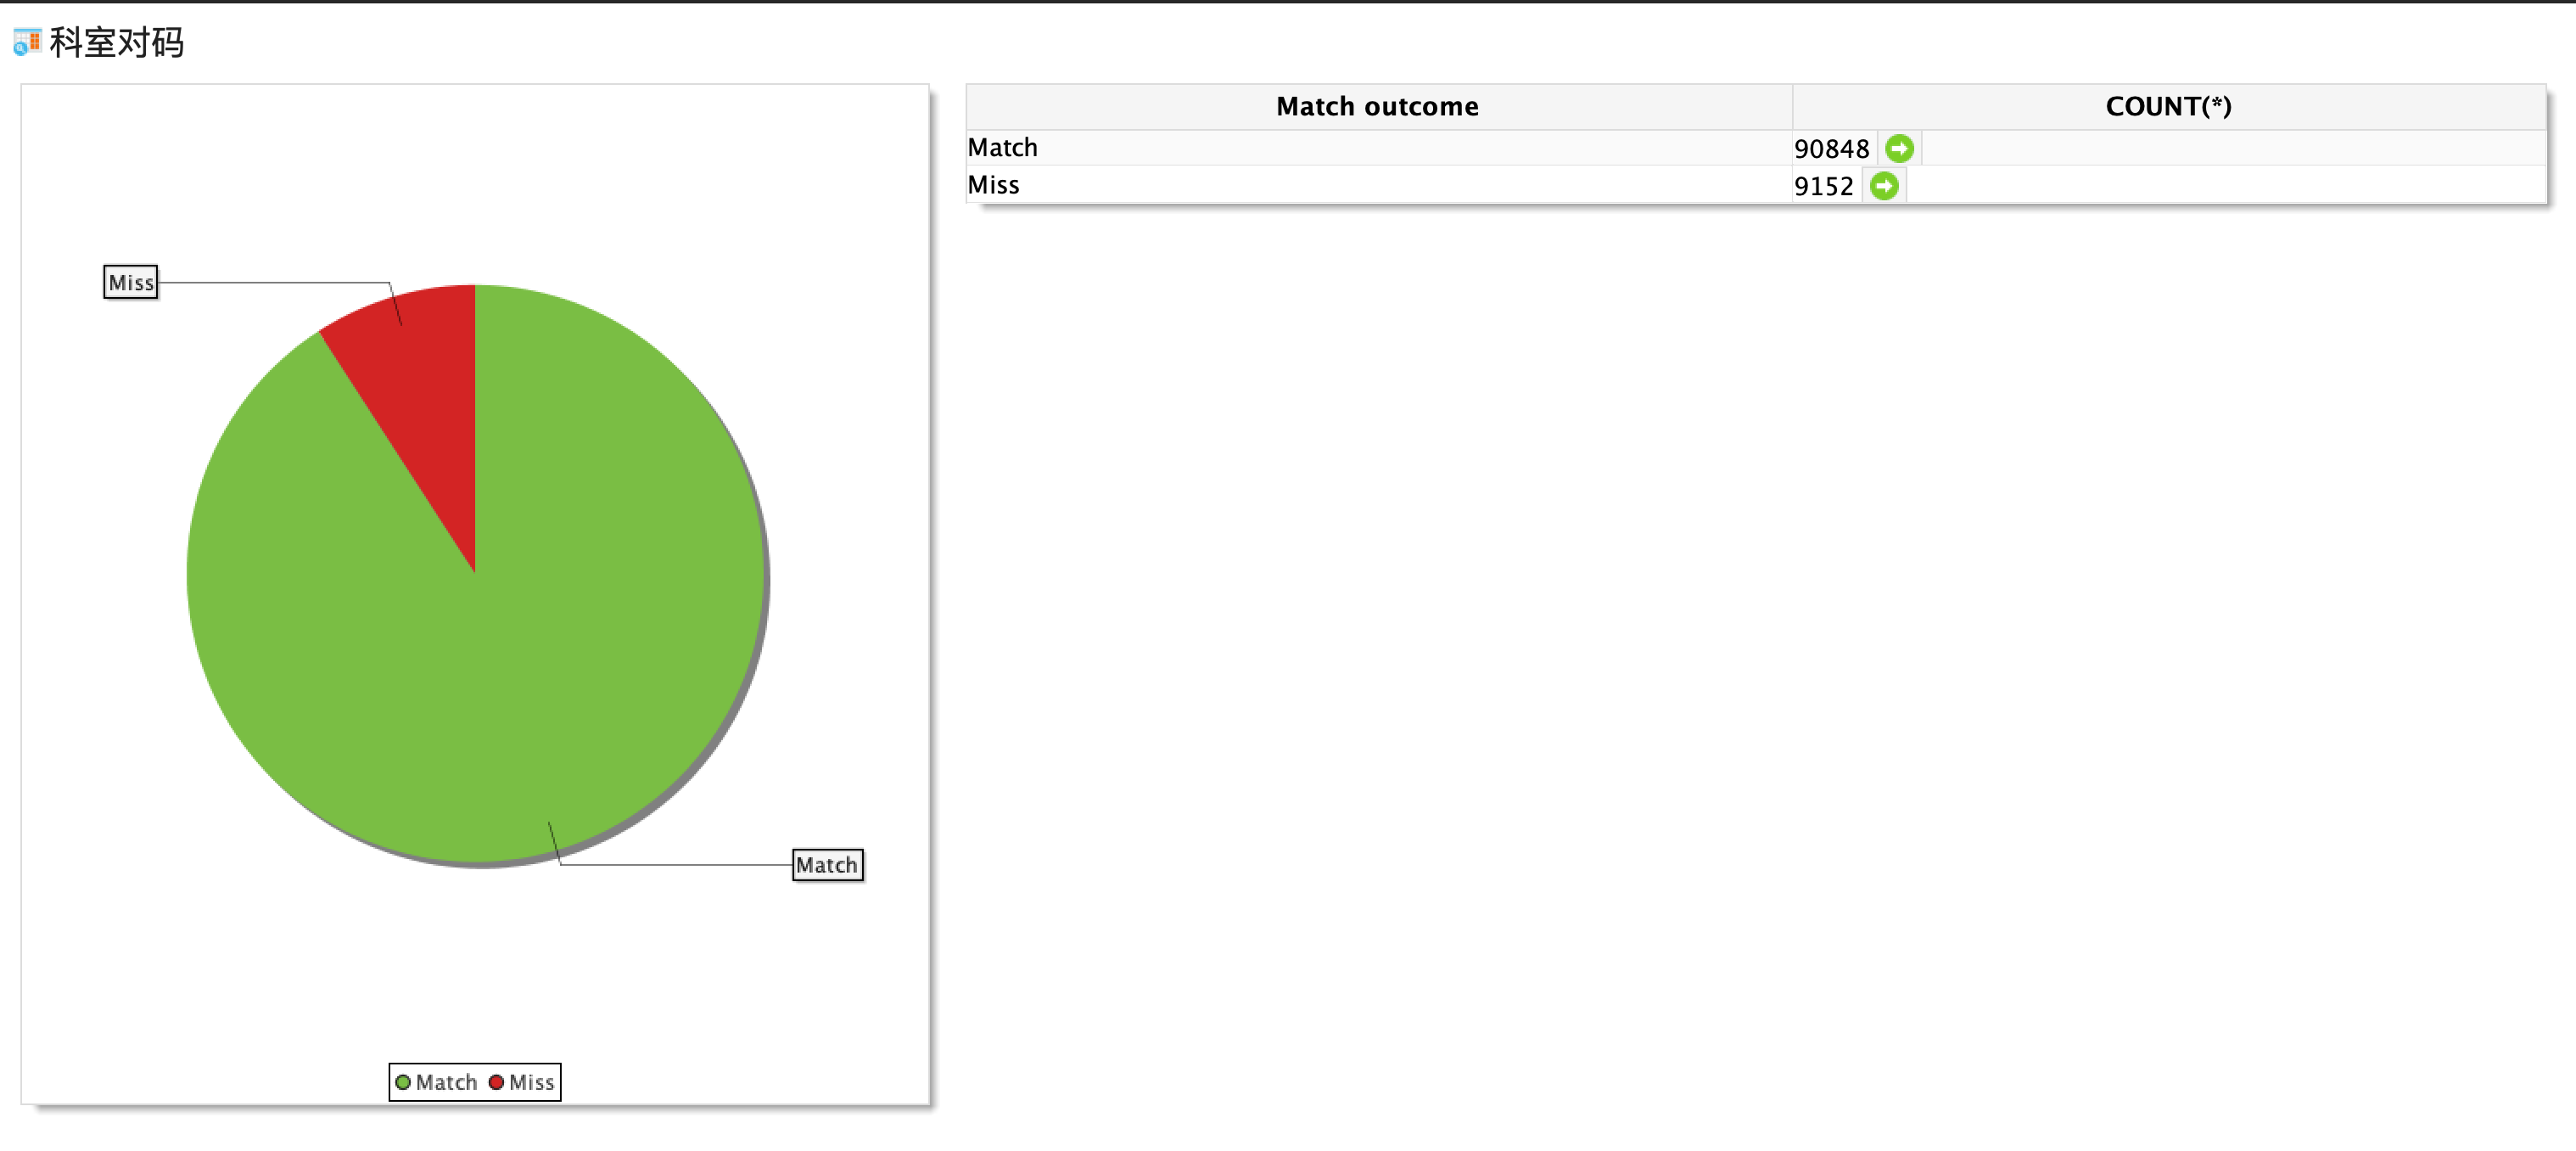 科室对码
Match outcome COUNT(*)
Match 90848
Miss 9152
Miss
Match
Match Miss